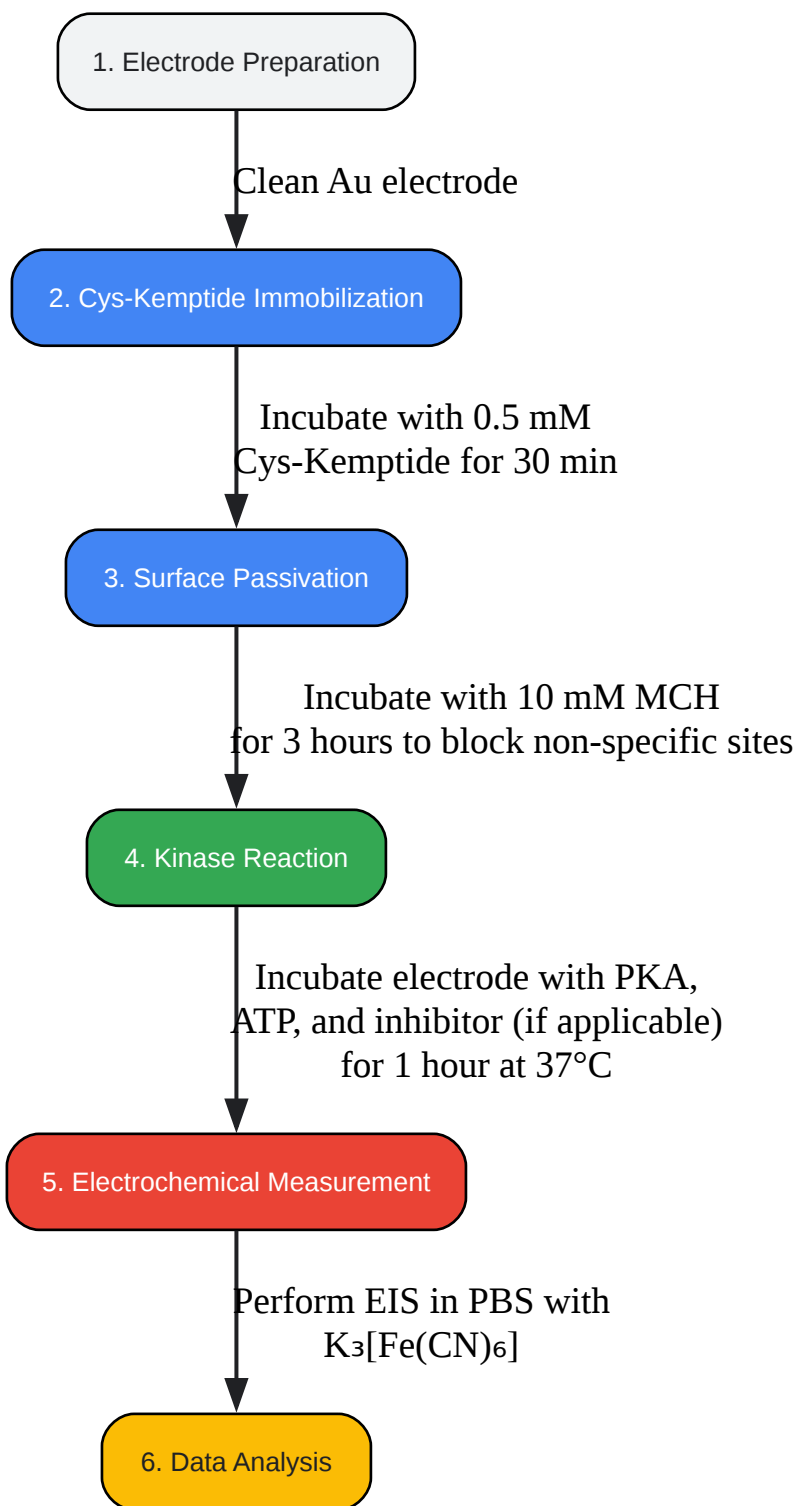 1. Electrode Preparation
Clean Au electrode
2. Cys-Kemptide Immobilization
Incubate with 0.5 mM
Cys-Kemptide for 30 min
3. Surface Passivation
Incubate with 10 mM MCH
for 3 hours to block non-specific sites
4. Kinase Reaction
Incubate electrode with PKA,
ATP, and inhibitor (if applicable)
for 1 hour at 37°C
5. Electrochemical Measurement
Perform EIS in PBS with
K₃[Fe(CN)₆]
6. Data Analysis